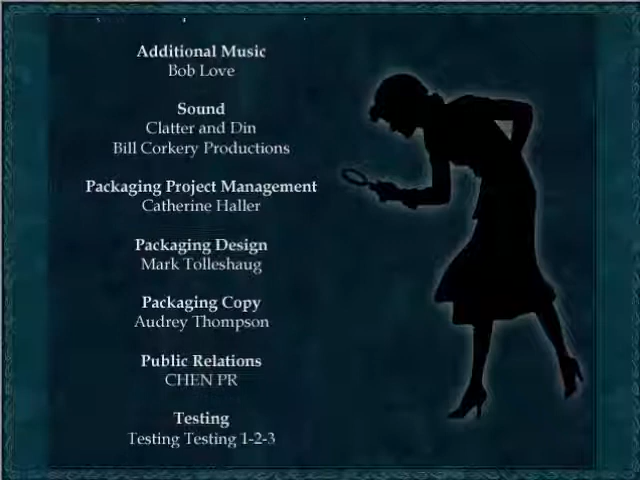 Additional Music
Bob Love
Sound
Clatter and Din
Bill Corkery Productions
Packaging Project Management
Catherine Haller
Packaging Design
Mark Tolleshaug
Packaging Copy
Audrey Thompson
Public Relations
CHEN PR
Testing
Testing Testing 1-2-3